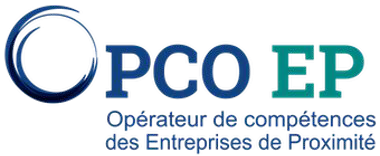 OPCO EP
Opérateur de compétences
des Entreprises de Proximité